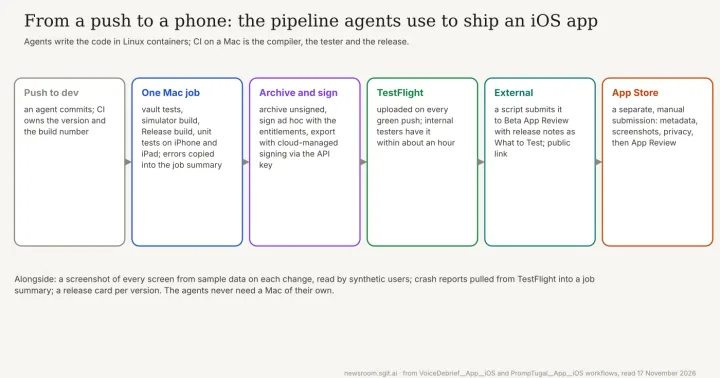 From a push to a phone: the pipeline agents use to ship an iOS app
Agents write the code in Linux containers; CI on a Mac is the compiler, the tester and the release.
Push to dev
an agent commits; CI
owns the version and
the build number
One Mac job
vault tests,
simulator build,
Release build, unit
tests on iPhone and
iPad; errors copied
into the job summary
Archive and sign
archive unsigned,
sign ad hoc with the
entitlements, export
with cloud-managed
signing via the API
key
TestFlight
uploaded on every
green push; internal
testers have it
within about an hour
External
a script submits it
to Beta App Review
with release notes as
What to Test; public
link
App Store
a separate, manual
submission: metadata,
screenshots, privacy,
then App Review
Alongside: a screenshot of every screen from sample data on each change, read by synthetic users; crash reports pulled from TestFlight into a job
summary; a release card per version. The agents never need a Mac of their own.
newsroom.sgit.ai · from VoiceDebrief__App__iOS and PrompTugal__App__iOS workflows, read 17 November 2026